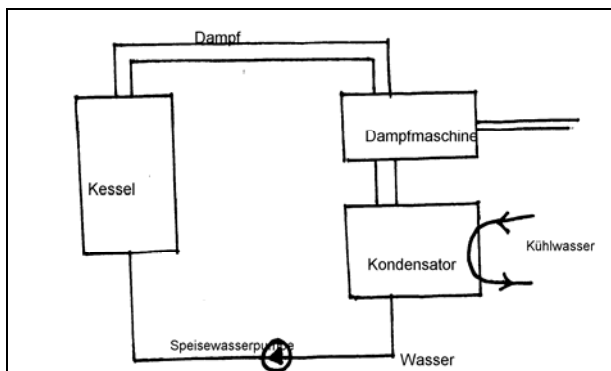 Dampf
Dampfmaschine
Kessel
Kondensator
Kühlwasser
Speisewasserpumpe
Wasser